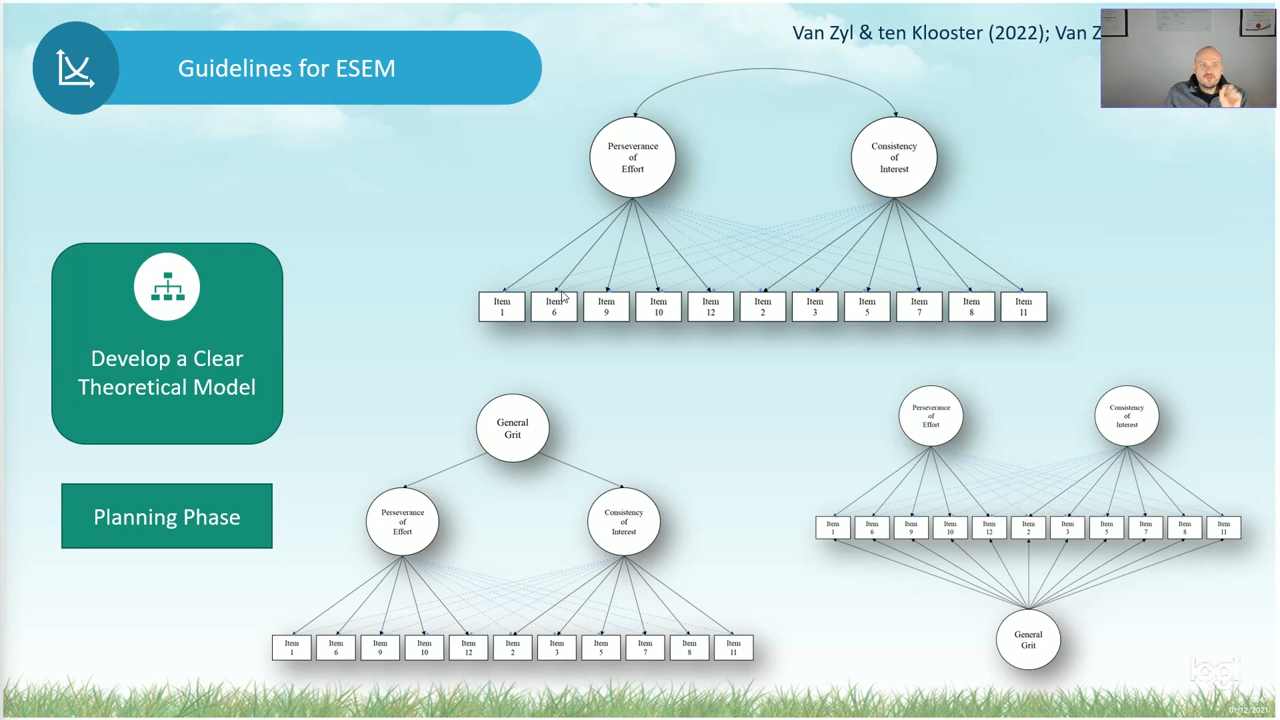 Guidelines for ESEM
Van Zyl & ten Klooster (2022); Van Z
Perseverance
of
Effort
Consistency
of
Interest
Item
1
Item
6
Item
9
Item
10
Item
12
Item
2
Item
3
Item
5
Item
7
Item
8
Item
11
Develop a Clear
Theoretical Model
Planning Phase
General
Grit
Perseverance
of
Effort
Consistency
of
Interest
Item
1
Item
6
Item
9
Item
10
Item
12
Item
2
Item
3
Item
5
Item
7
Item
8
Item
11
Perseverance
of
Effort
Consistency
of
Interest
Item
1
Item
6
Item
9
Item
10
Item
12
Item
2
Item
3
Item
5
Item
7
Item
8
Item
11
General
Grit
logi
01/12/2021